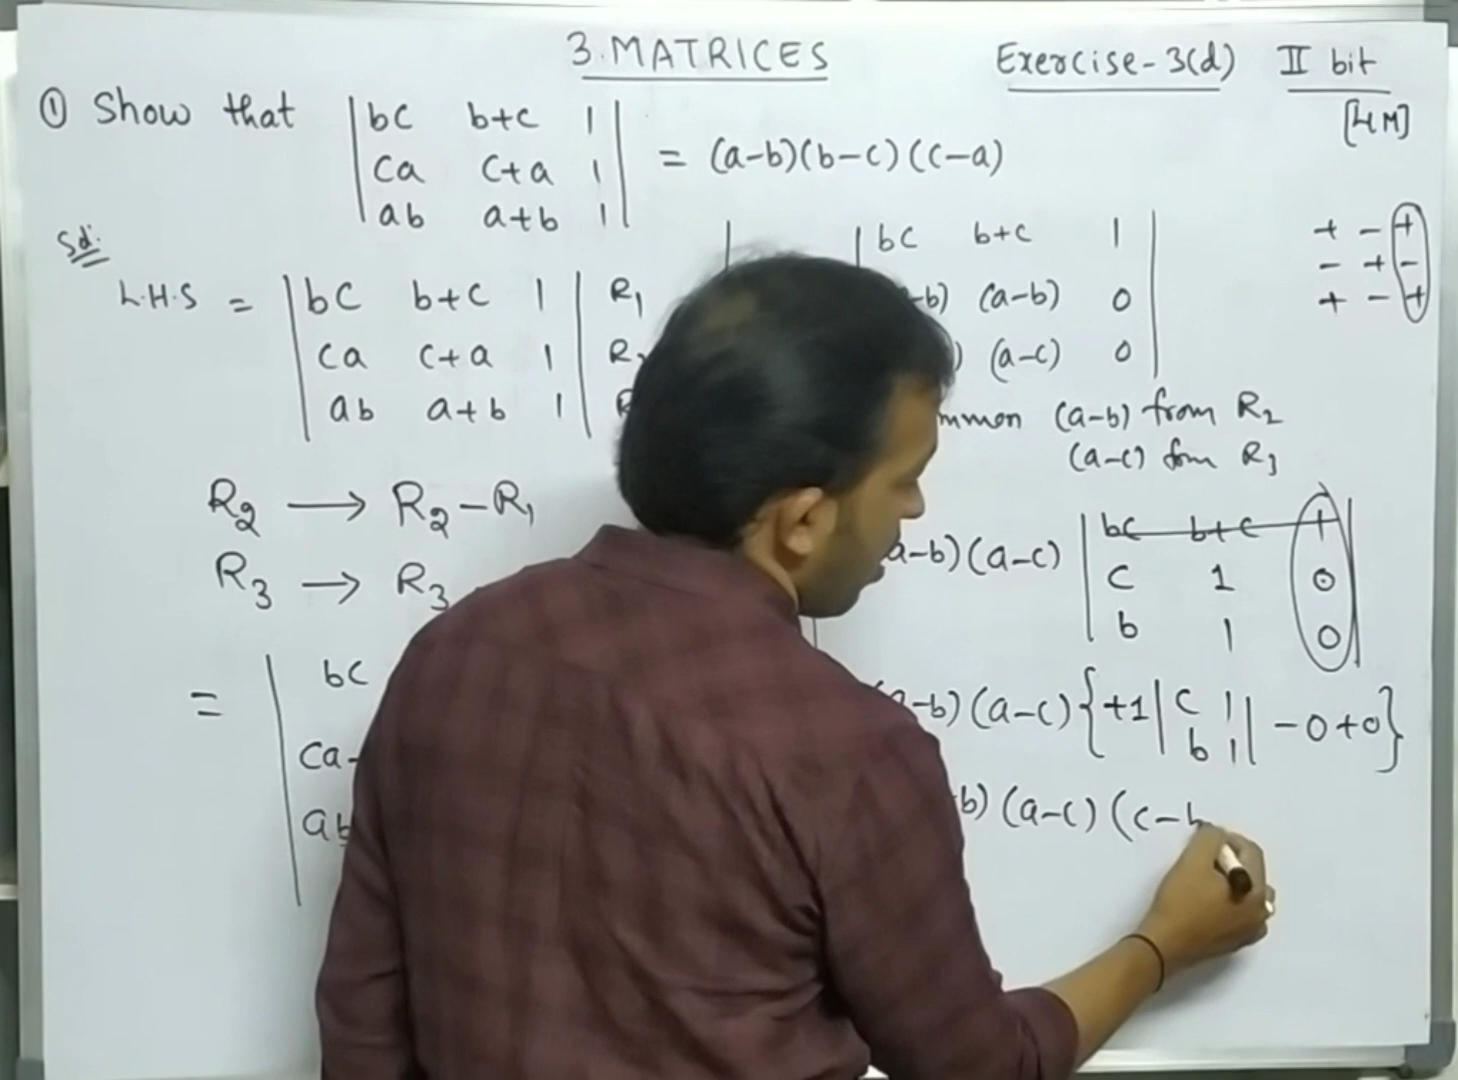 3. MATRICES
Exercise-3(d) II bit
[4M]
① Show that | bc b+c 1 |
| ca c+a 1 | = (a-b)(b-c)(c-a)
| ab a+b 1 |
Sol:
L.H.S = | bc b+c 1 | R₁
| ca c+a 1 |
| ab a+b 1 |
R₂ → R₂-R₁
R₃ → R₃
= | bc
ca-
ab
| bc b+c 1 |
-b) (a-b) 0
) (a-c) 0
+ - +
- + -
+ - +
(a-b) from R₂
(a-c) from R₃
a-b)(a-c) | bc b+c 1 |
| c 1 0 |
| b 1 0 |
-b)(a-c){+1| c 1 | -0+0}
| b 1 |
b)(a-c)(c-b